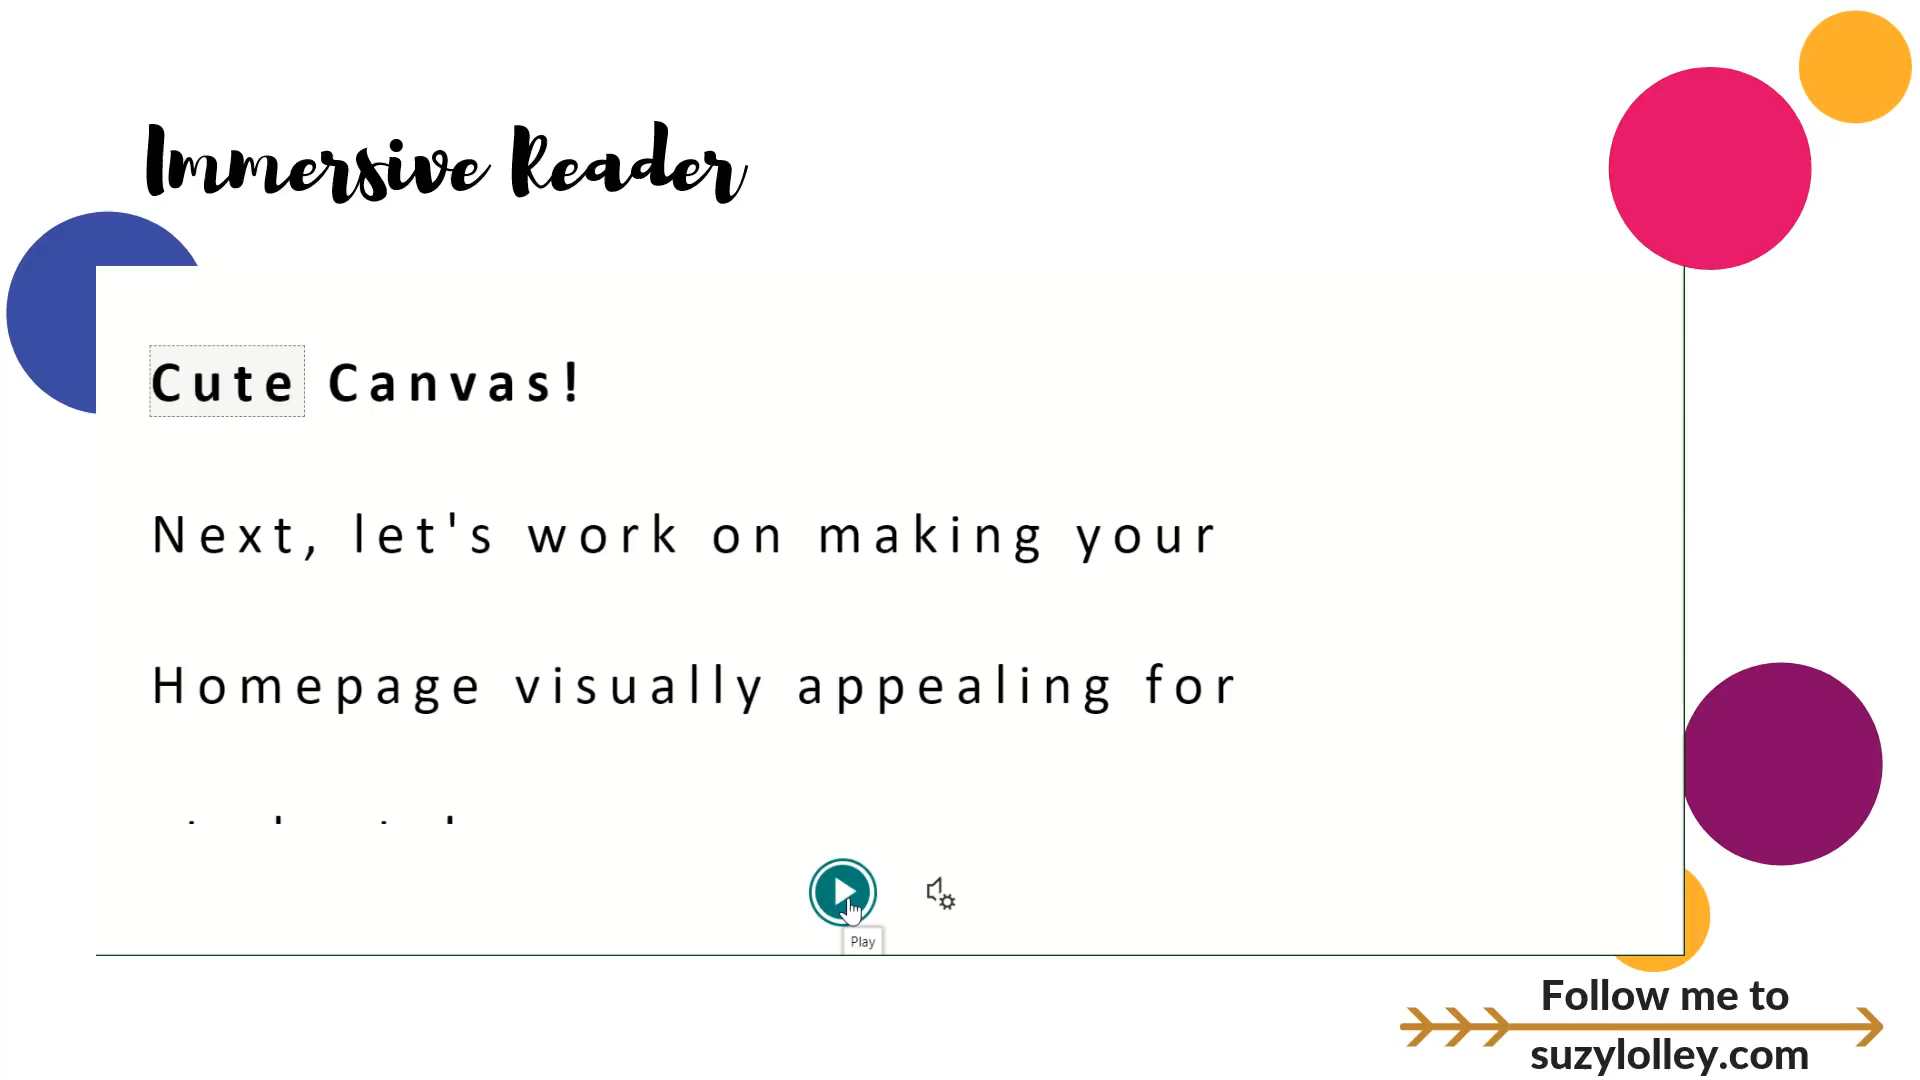 Immersive Reader
Cute Canvas!
Next, let's work on making your
Homepage visually appealing for
Play
Follow me to
suzylolley.com